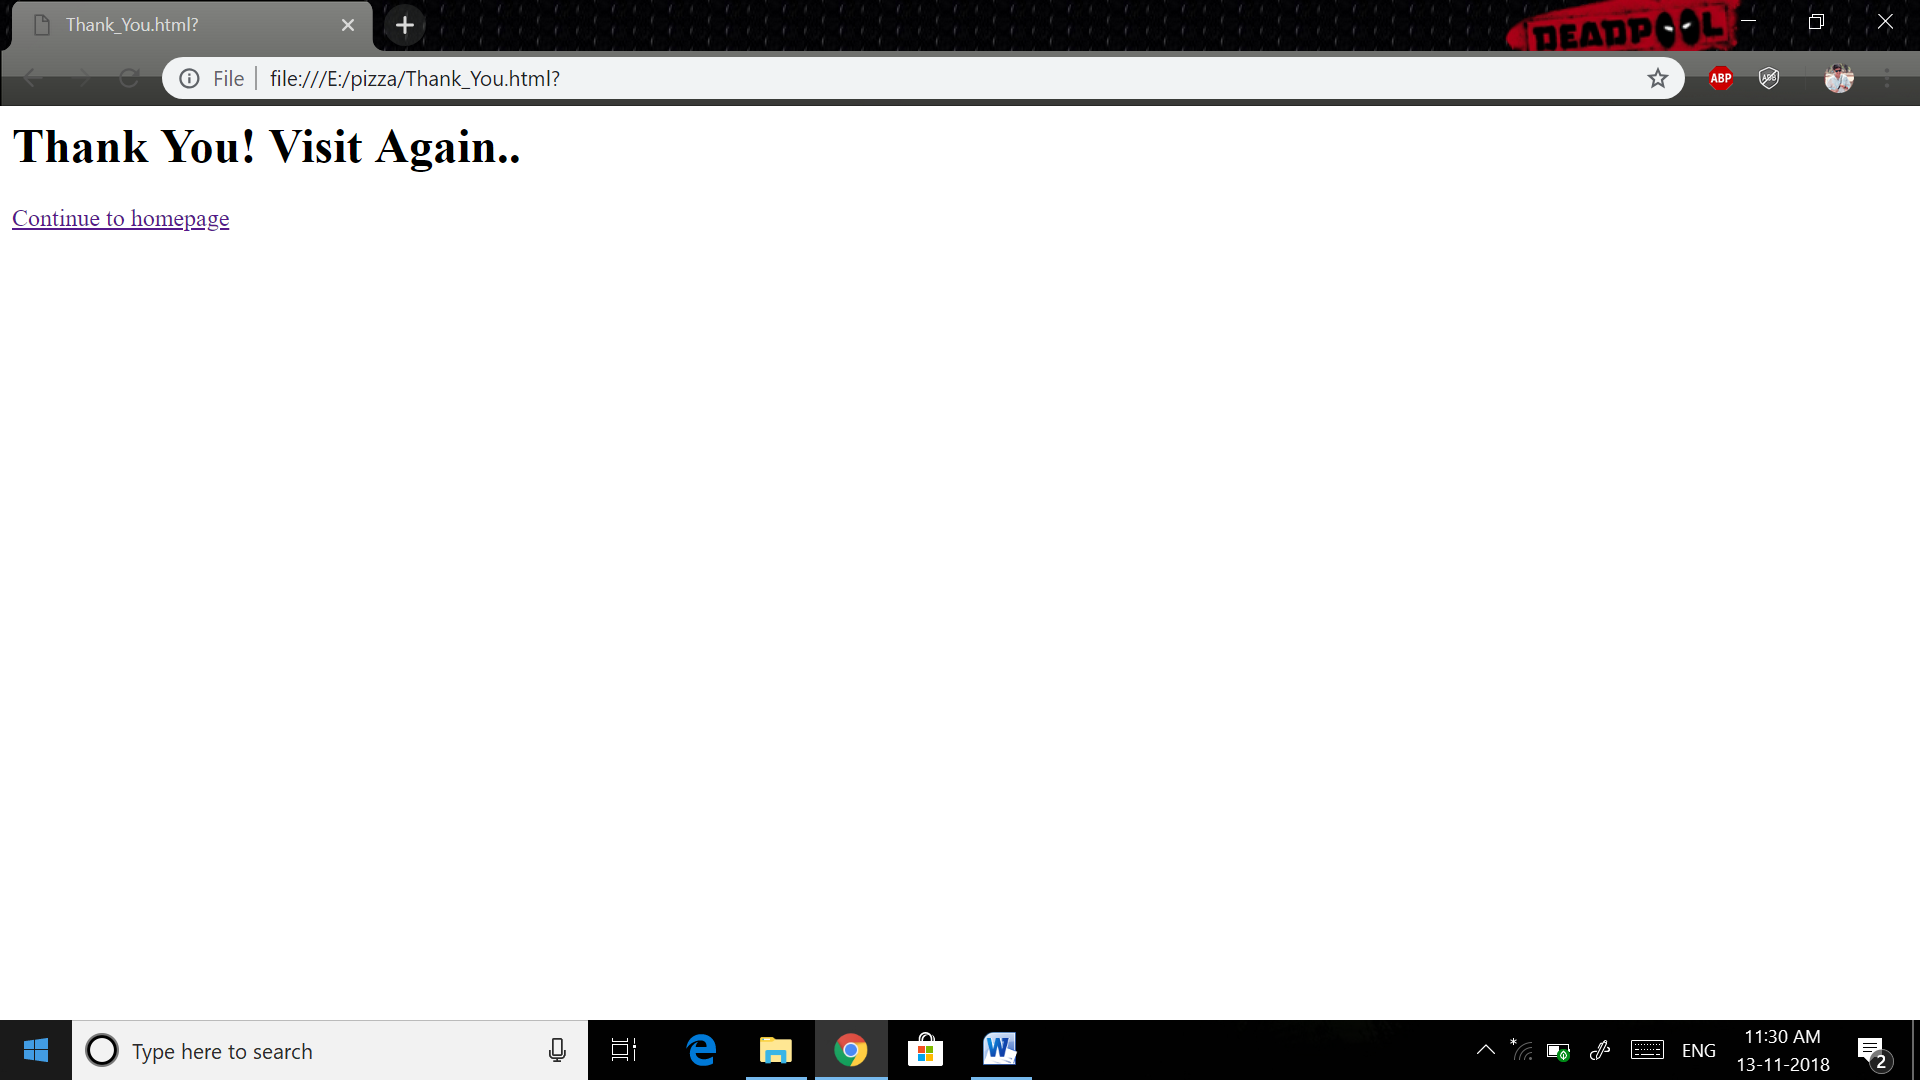 Thank_You.html?
DEADPOOL
File
file:///E:/pizza/Thank_You.html?
ABP
Thank You! Visit Again..
Continue to homepage
Type here to search
ENG
11:30 AM
13-11-2018
2